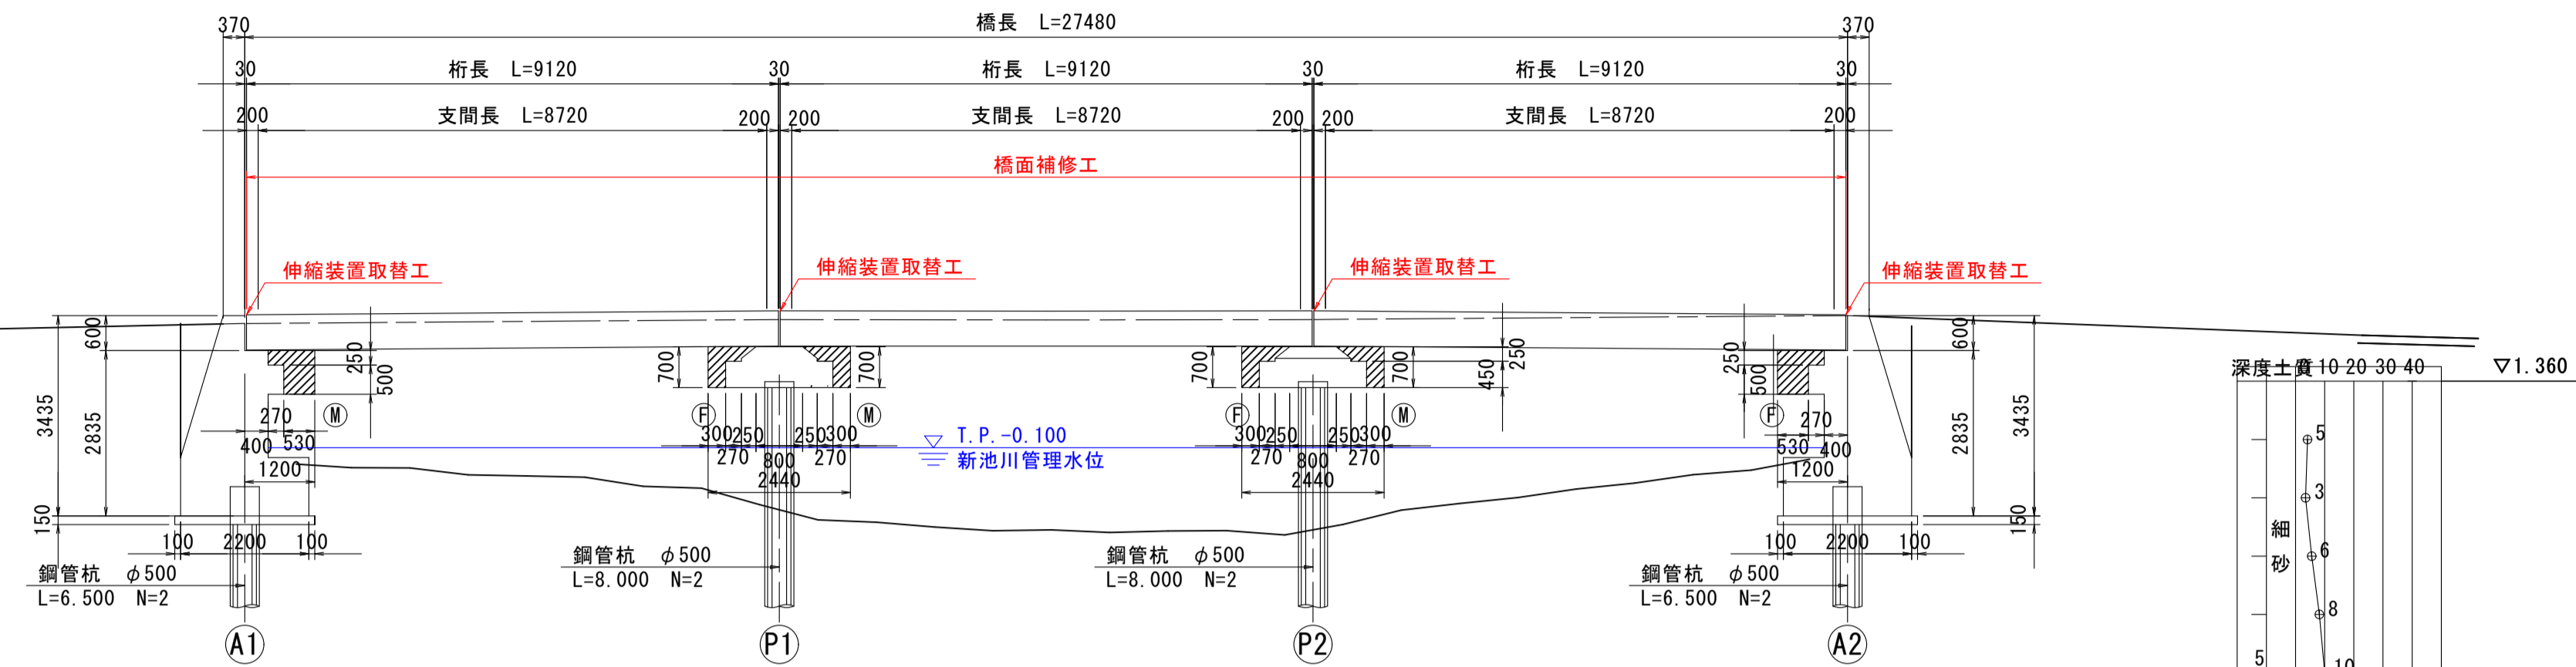 370 橋長 L=27480 370
30 桁長 L=9120 30 桁長 L=9120 30 桁長 L=9120 30
200 支間長 L=8720 200 200 支間長 L=8720 200 200 支間長 L=8720 200
橋面補修工
伸縮装置取替工 伸縮装置取替工 伸縮装置取替工 伸縮装置取替工
600 250 500 3435 2835 150
270 M
400 530
1200
100 2200 100
鋼管杭 φ500
L=6.500 N=2
A1
700 700
F M
300 250 250 300
270 800 270
2440
鋼管杭 φ500
L=8.000 N=2
P1
T.P.-0.100
新池川管理水位
700 700 250 450
F M
300 250 250 300
270 800 270
2440
鋼管杭 φ500
L=8.000 N=2
P2
250 500 600 2835 3435 150
F 270
530 400
1200
100 2200 100
鋼管杭 φ500
L=6.500 N=2
A2
深度 土質 0 10 20 30 40 ▽1.360
5
3
細砂
6
8
5 10